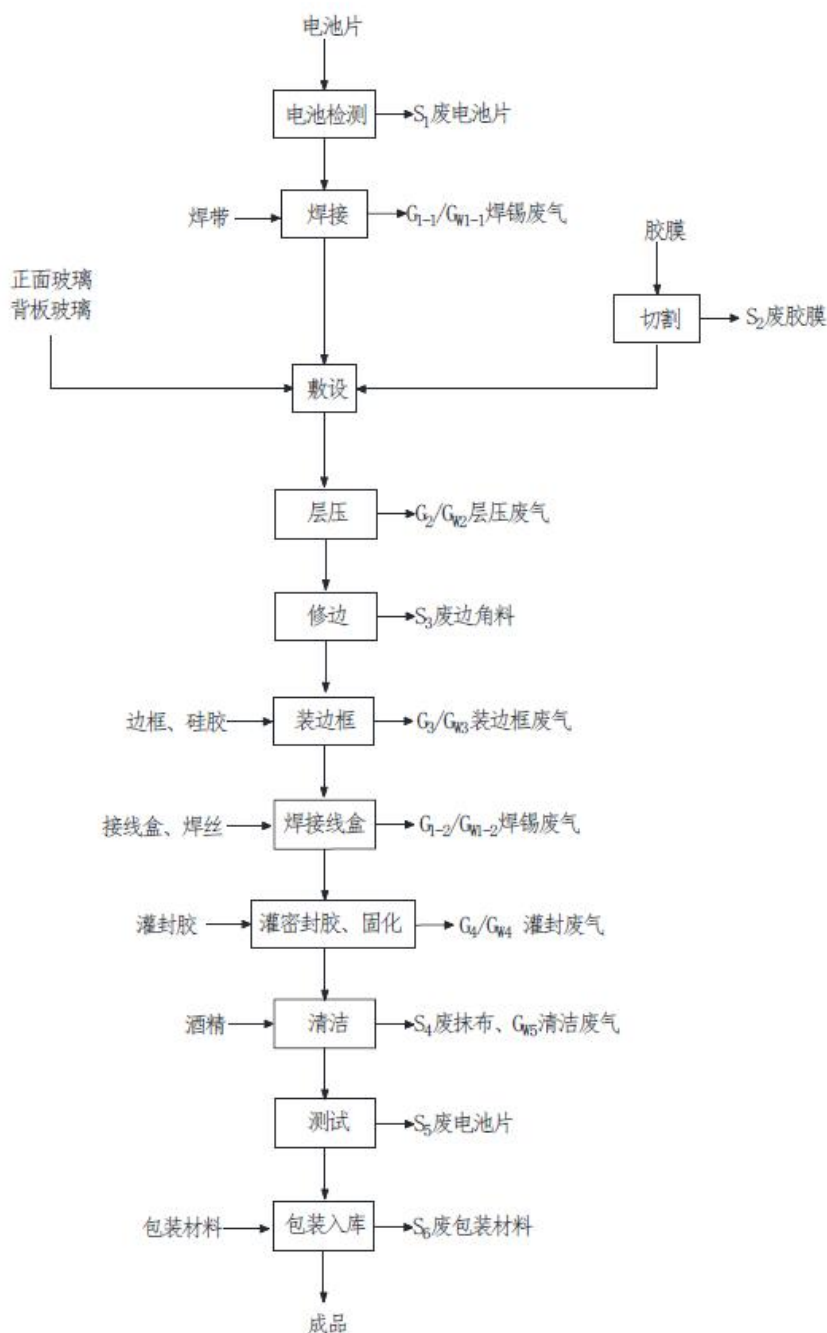 电池片
电池检测
S₁废电池片
焊带
焊接
G₁₋₁/G_W1-1焊锡废气
胶膜
正面玻璃
背板玻璃
切割
S₂废胶膜
敷设
层压
G₂/G_W2层压废气
修边
S₃废边角料
边框、硅胶
装边框
G₃/G_W3装边框废气
接线盒、焊丝
焊接线盒
G₁₋₂/G_W1-2焊锡废气
灌封胶
灌密封胶、固化
G₄/G_W4 灌封废气
酒精
清洁
S₄废抹布、G_W5清洁废气
测试
S₅废电池片
包装材料
包装入库
S₆废包装材料
成品